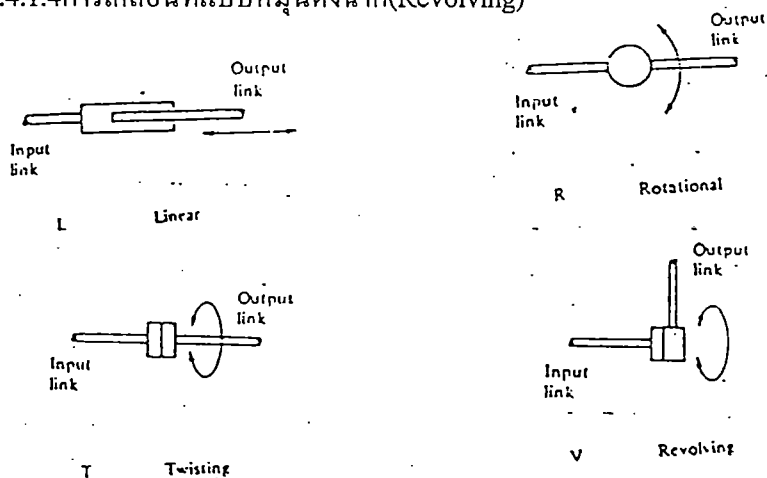 (Revolving)
Output
link
Input
link
L Linear
Output
link
Input
link
R Rotational
Output
link
Input
link
T Twisting
Output
link
Input
link
V Revolving